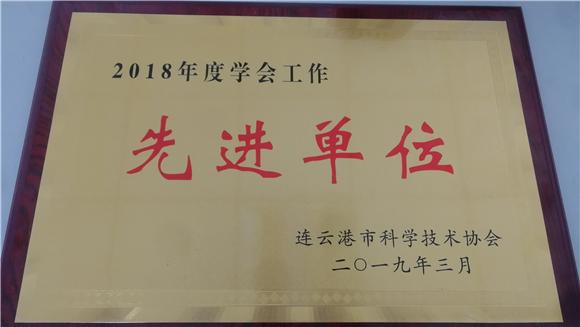 2018年度学会工作
先进单位
连云港市科学技术协会
二〇一九年三月